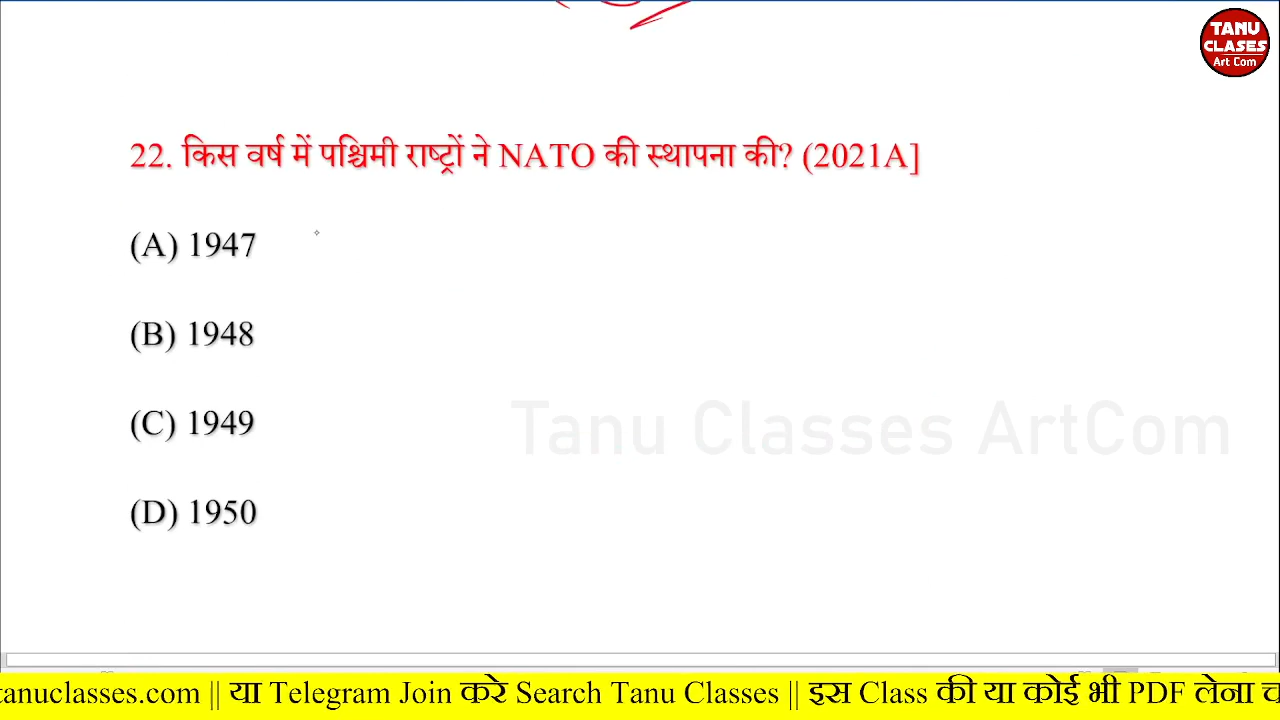 TANU
CLASES
Art Com
22. किस वर्ष में पश्चिमी राष्ट्रों ने NATO की स्थापना की? (2021A]
(A) 1947
(B) 1948
(C) 1949
Tanu Classes ArtCom
(D) 1950
tanuclasses.com || या Telegram Join करे Search Tanu Classes || इस Class की या कोई भी PDF लेना च